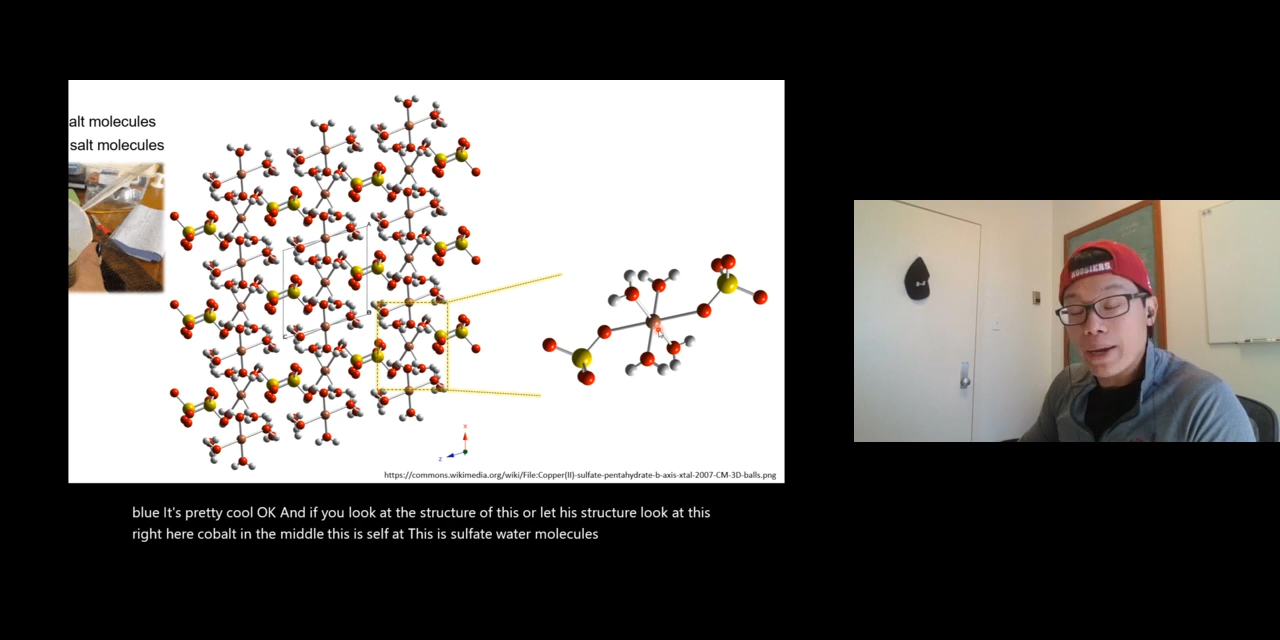 alt molecules
salt molecules
HOOSIERS
x
z
https://commons.wikimedia.org/wiki/File:Copper(II)-sulfate-pentahydrate-b-axis-xtal-2007-CM-3D-balls.png
blue It's pretty cool OK And if you look at the structure of this or let his structure look at this
right here cobalt in the middle this is self at This is sulfate water molecules